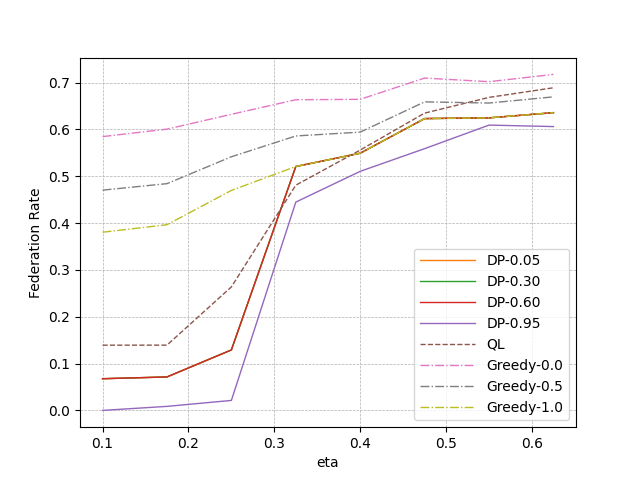 0.7
0.6
0.5
0.4
0.3
0.2
0.1
0.0
Federation Rate
0.1 0.2 0.3 0.4 0.5 0.6
eta
DP-0.05
DP-0.30
DP-0.60
DP-0.95
QL
Greedy-0.0
Greedy-0.5
Greedy-1.0